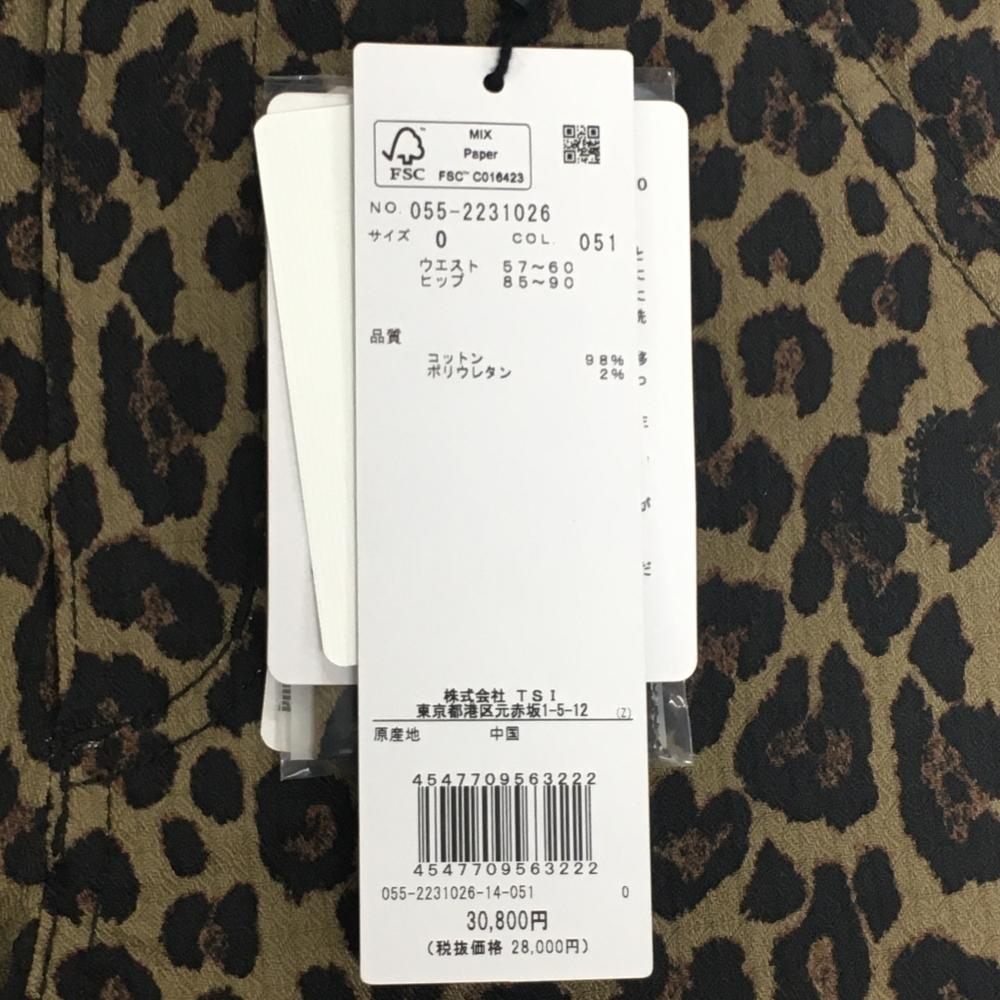 MIX
Paper
FSC™ C016423
FSC
NO. 055-2231026
サイズ 0 COL. 051
ウエスト 57～60
ヒップ 85～90
品質
コットン 98%
ポリウレタン 2%
株式会社 TSI
東京都港区元赤坂1-5-12 (Z)
原産地 中国
4547709563222
4547709563222
055-2231026-14-051 0
30,800円
(税抜価格 28,000円)